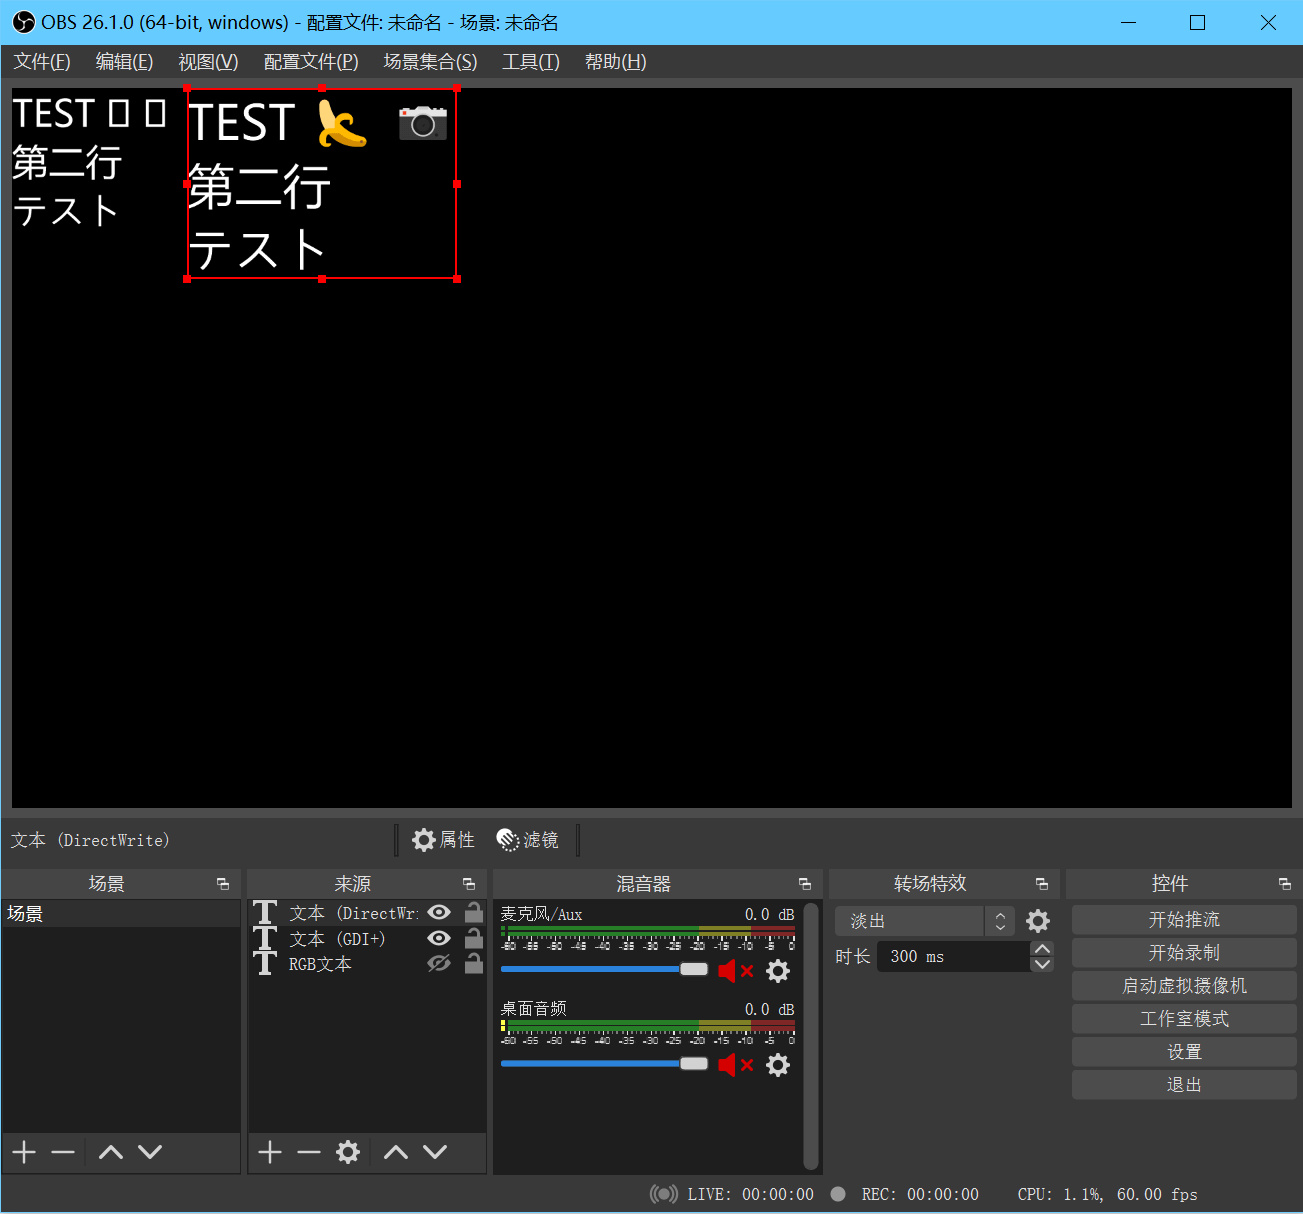 OBS 26.1.0 (64-bit, windows) - 配置文件: 未命名 - 场景: 未命名
文件(F) 编辑(E) 视图(V) 配置文件(P) 场景集合(S) 工具(T) 帮助(H)
TEST
第二行
テスト
TEST 🍌 📷
第二行
テスト
文本 (DirectWrite)
属性 滤镜
场景
场景
来源
文本 (DirectWr
文本 (GDI+)
RGB文本
混音器
麦克风/Aux 0.0 dB
-60 -55 -50 -45 -40 -35 -30 -25 -20 -15 -10 -5 0
桌面音频 0.0 dB
-60 -55 -50 -45 -40 -35 -30 -25 -20 -15 -10 -5 0
转场特效
淡出
时长 300 ms
控件
开始推流
开始录制
启动虚拟摄像机
工作室模式
设置
退出
LIVE: 00:00:00 REC: 00:00:00 CPU: 1.1%, 60.00 fps